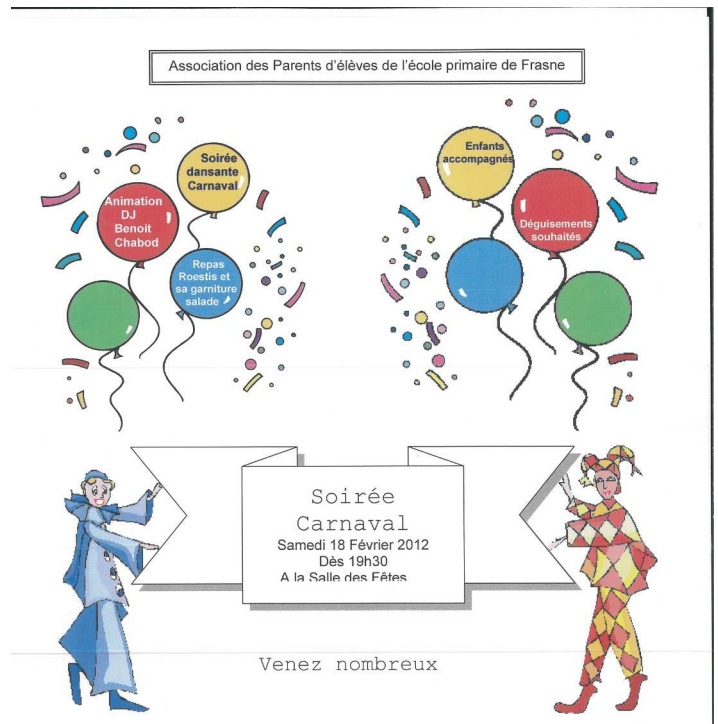 Association des Parents d'élèves de l'école primaire de Frasne
Soirée
dansante
Carnaval
Animation
DJ
Benoit
Chabod
Repas
Roestis et
sa garniture
salade
Enfants
accompagnés
Déguisements
souhaités
Soirée
Carnaval
Samedi 18 Février 2012
Dès 19h30
A la Salle des Fêtes
Venez nombreux